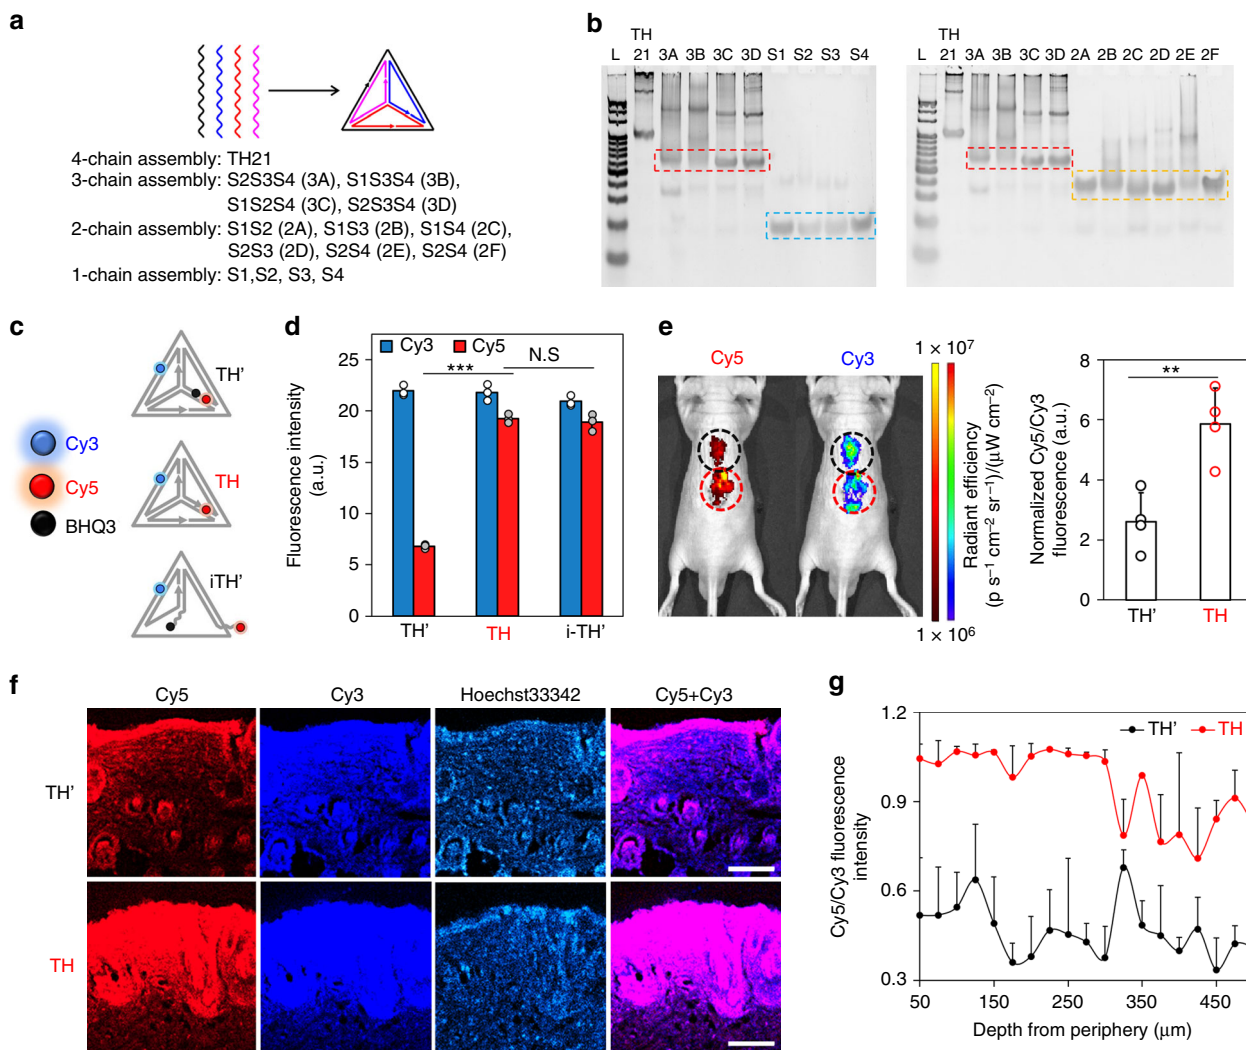 a
4-chain assembly: TH21
3-chain assembly: S2S3S4 (3A), S1S3S4 (3B),
S1S2S4 (3C), S2S3S4 (3D)
2-chain assembly: S1S2 (2A), S1S3 (2B), S1S4 (2C),
S2S3 (2D), S2S4 (2E), S2S4 (2F)
1-chain assembly: S1,S2, S3, S4
b
TH
L 21 3A 3B 3C 3D S1 S2 S3 S4
TH
L 21 3A 3B 3C 3D 2A 2B 2C 2D 2E 2F
c
Cy3
Cy5
BHQ3
TH'
TH
iTH'
d
Cy3 Cy5
N.S
***
Fluorescence intensity
(a.u.)
25
20
15
10
5
0
TH' TH i-TH'
e
Cy5 Cy3
1 × 10⁷
1 × 10⁶
Radiant efficiency
(p s⁻¹ cm⁻² sr⁻¹)/(μW cm⁻²)
Normalized Cy5/Cy3
fluorescence (a.u.)
8
6
4
2
0
**
TH' TH
f
Cy5 Cy3 Hoechst33342 Cy5+Cy3
TH'
TH
g
TH' TH
Cy5/Cy3 fluorescence
intensity
1.2
0.9
0.6
0.3
50 150 250 350 450
Depth from periphery (μm)